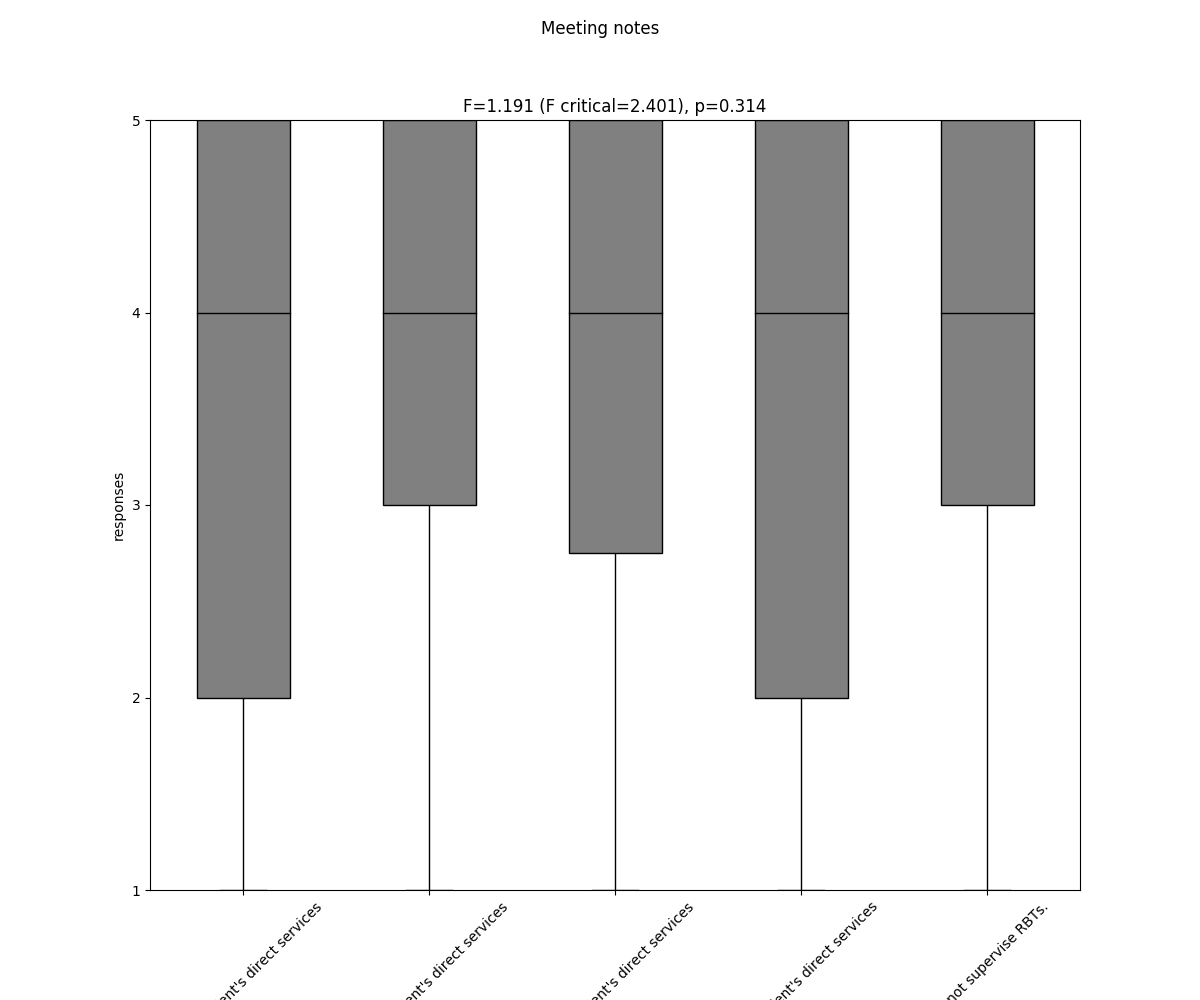 Meeting notes
F=1.191 (F critical=2.401), p=0.314
5
4
3
2
1
responses
ent's direct services
ent's direct services
ent's direct services
ent's direct services
not supervise RBTs.